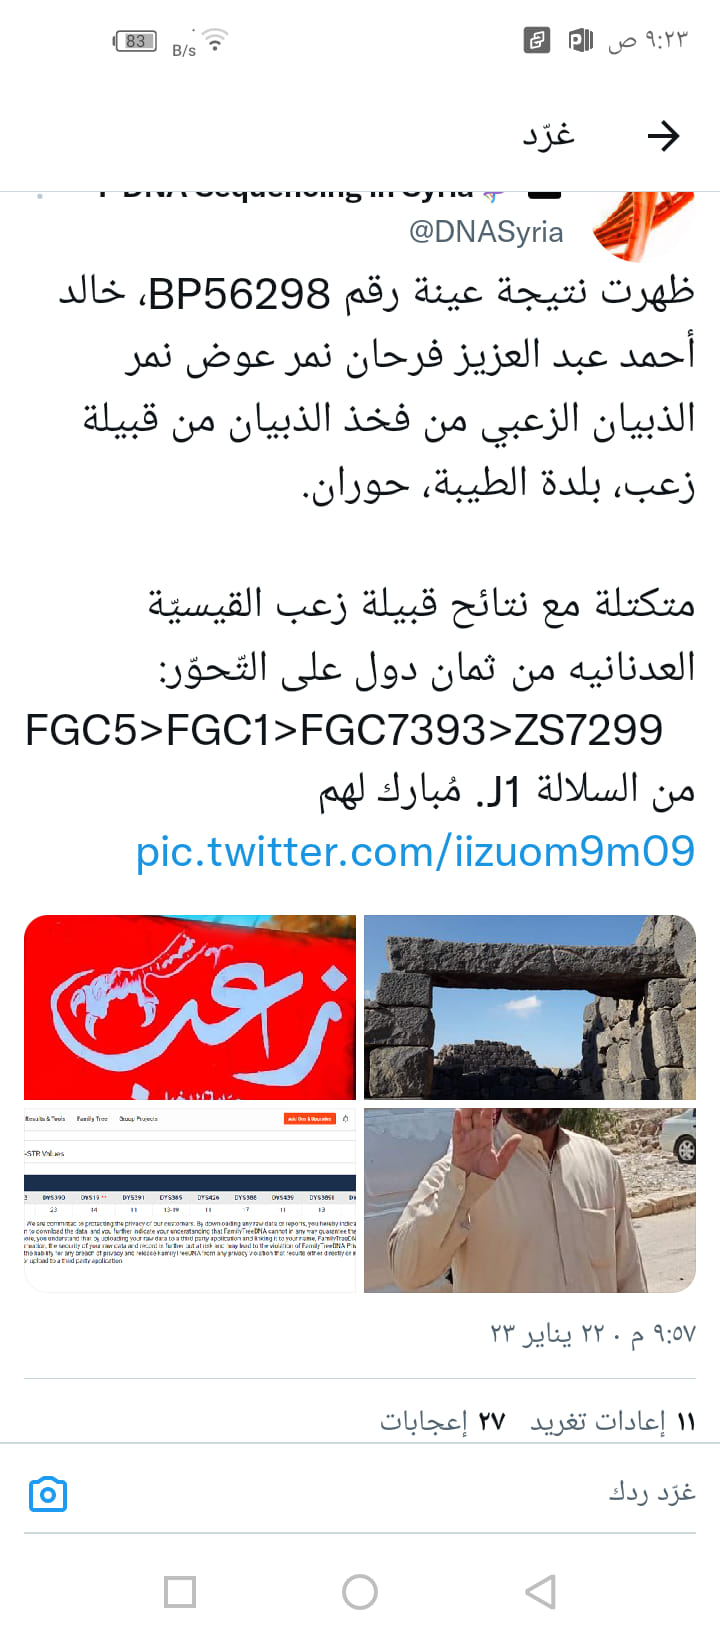 ٩:٢٣ ص
83
B/s
غرّد
Y-DNA Sequencing in Syria
@DNASyria
ظهرت نتيجة عينة رقم BP56298، خالد
أحمد عبد العزيز فرحان نمر عوض نمر
الذبيان الزعبي من فخذ الذبيان من قبيلة
زعب، بلدة الطيبة، حوران.
متكتلة مع نتائح قبيلة زعب القيسيّة
العدنانيه من ثمان دول على التّحوّر:
FGC5>FGC1>FGC7393>ZS7299
من السلالة J1. مُبارك لهم
pic.twitter.com/iizuom9m09
زعب
Results & Tools Family Tree Group Projects Add Ons & Upgrades
-STR Values
DYS390 DYS19 ** DYS391 DYS385 DYS426 DYS388 DYS439 DYS389I
23 14 11 13-19 11 17 11 13
٩:٥٧ م · ٢٢ يناير ٢٣
١١ إعادات تغريد ٢٧ إعجابات
غرّد ردك